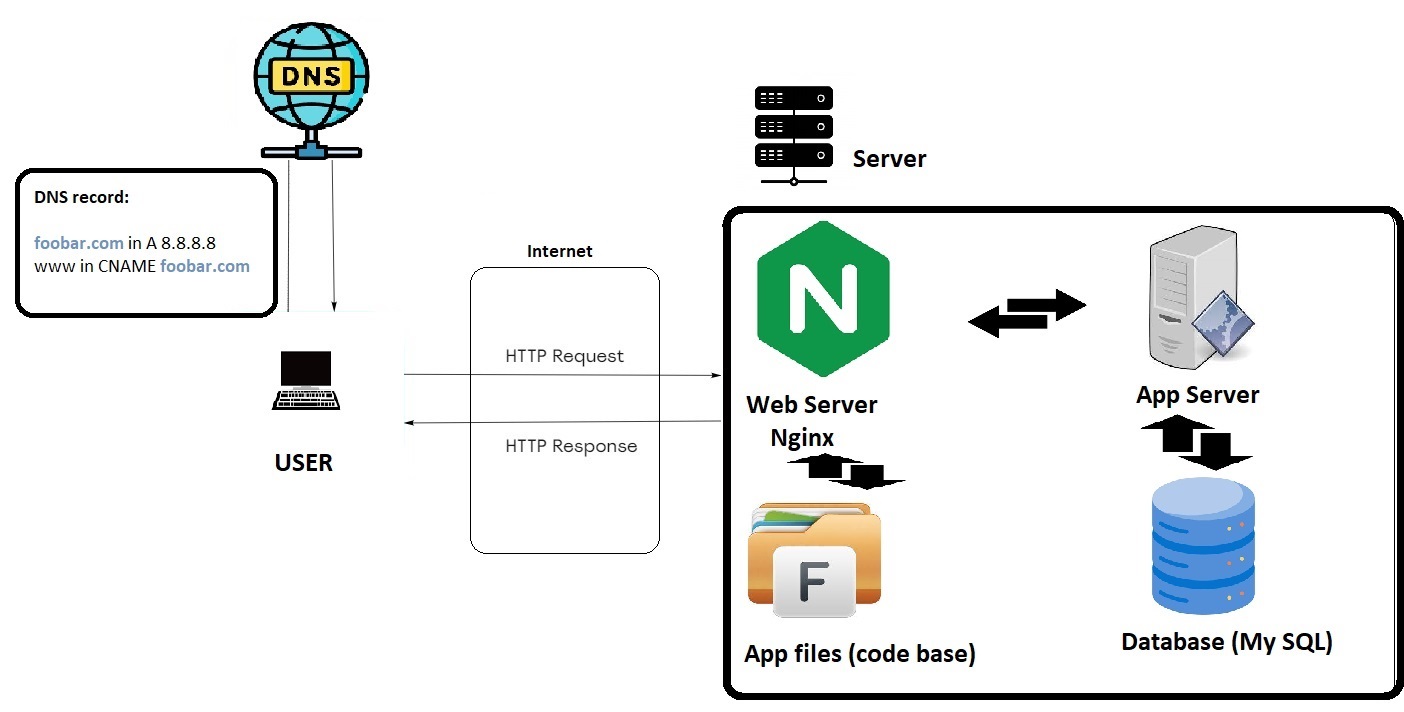 DNS
DNS record:
foobar.com in A 8.8.8.8
www in CNAME foobar.com
USER
Internet
HTTP Request
HTTP Response
Server
N
Web Server
Nginx
App Server
F
App files (code base)
Database (My SQL)